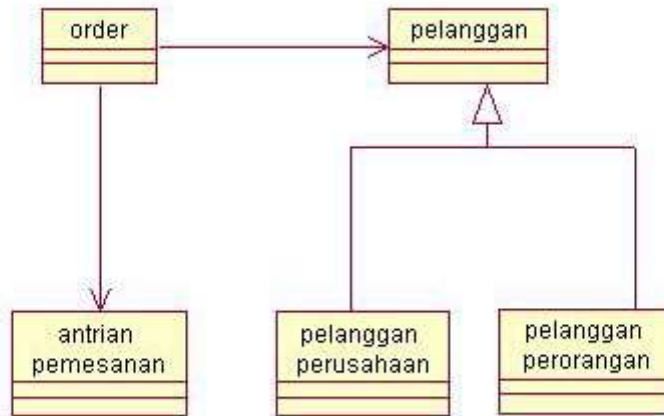 order
pelanggan
antrian
pemesanan
pelanggan
perusahaan
pelanggan
perorangan